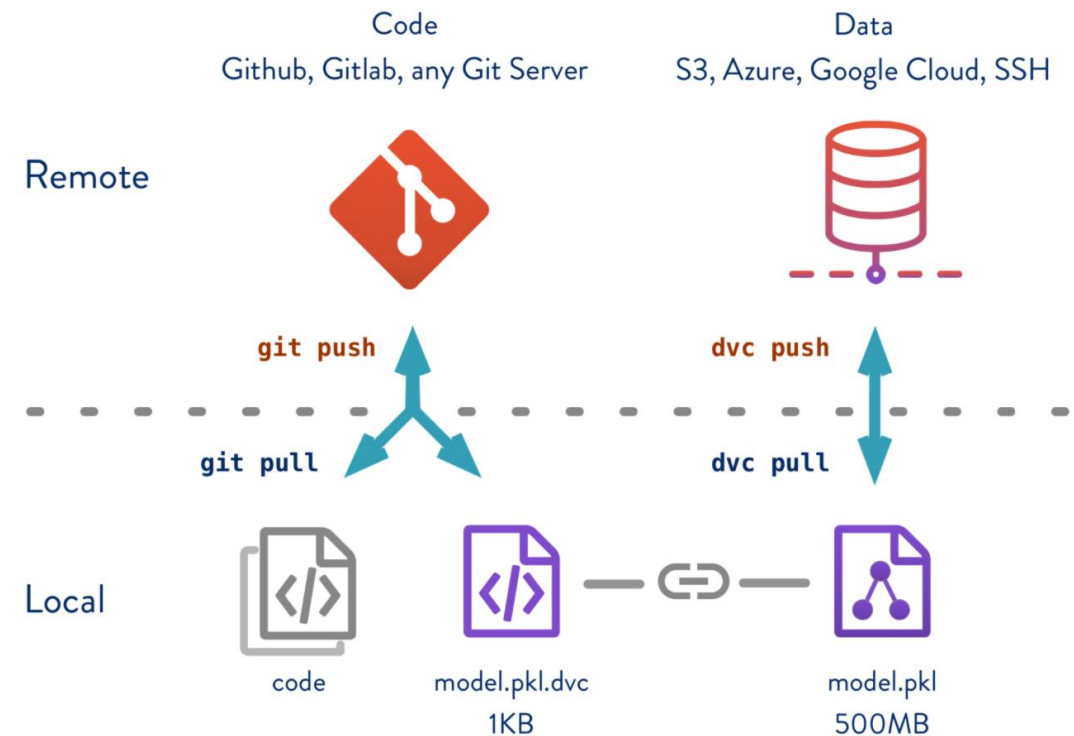 Code
Github, Gitlab, any Git Server
Data
S3, Azure, Google Cloud, SSH
Remote
git push
dvc push
git pull
dvc pull
Local
code
model.pkl.dvc
1KB
model.pkl
500MB